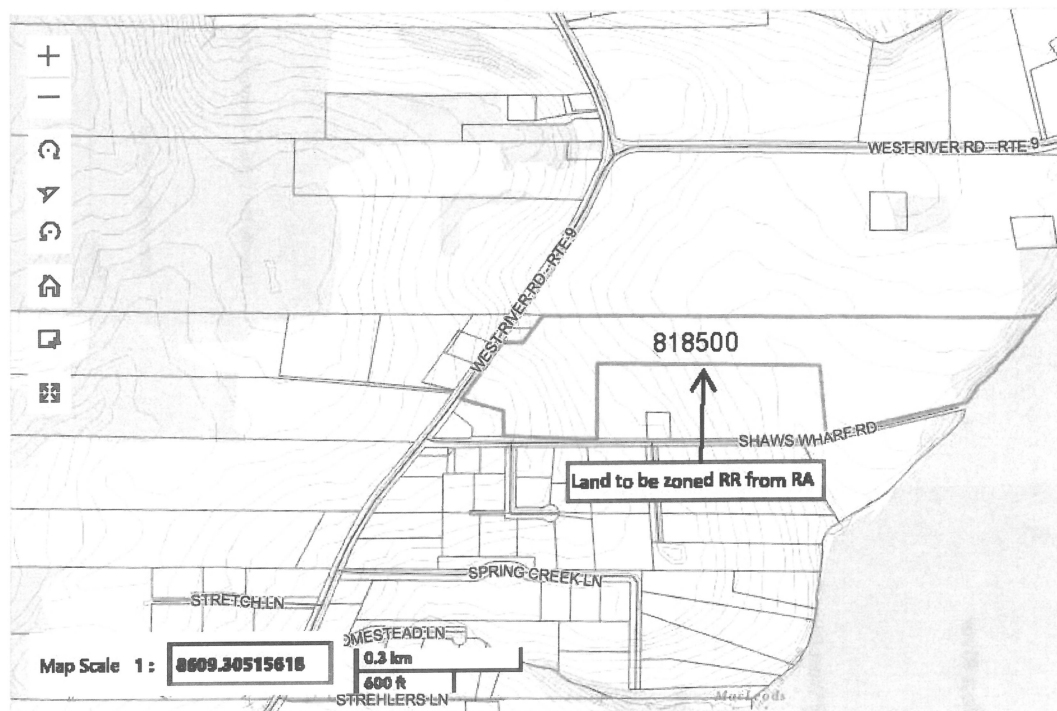 WEST RIVER RD - RTE 9
WEST RIVER RD - RTE 9
818500
SHAWS WHARF RD
Land to be zoned RR from RA
SPRING CREEK LN
STRETCH LN
OMESTEAD LN
Map Scale 1 : 8609.30515616
0.3 km
600 ft
STREHLERS LN
MacLeods